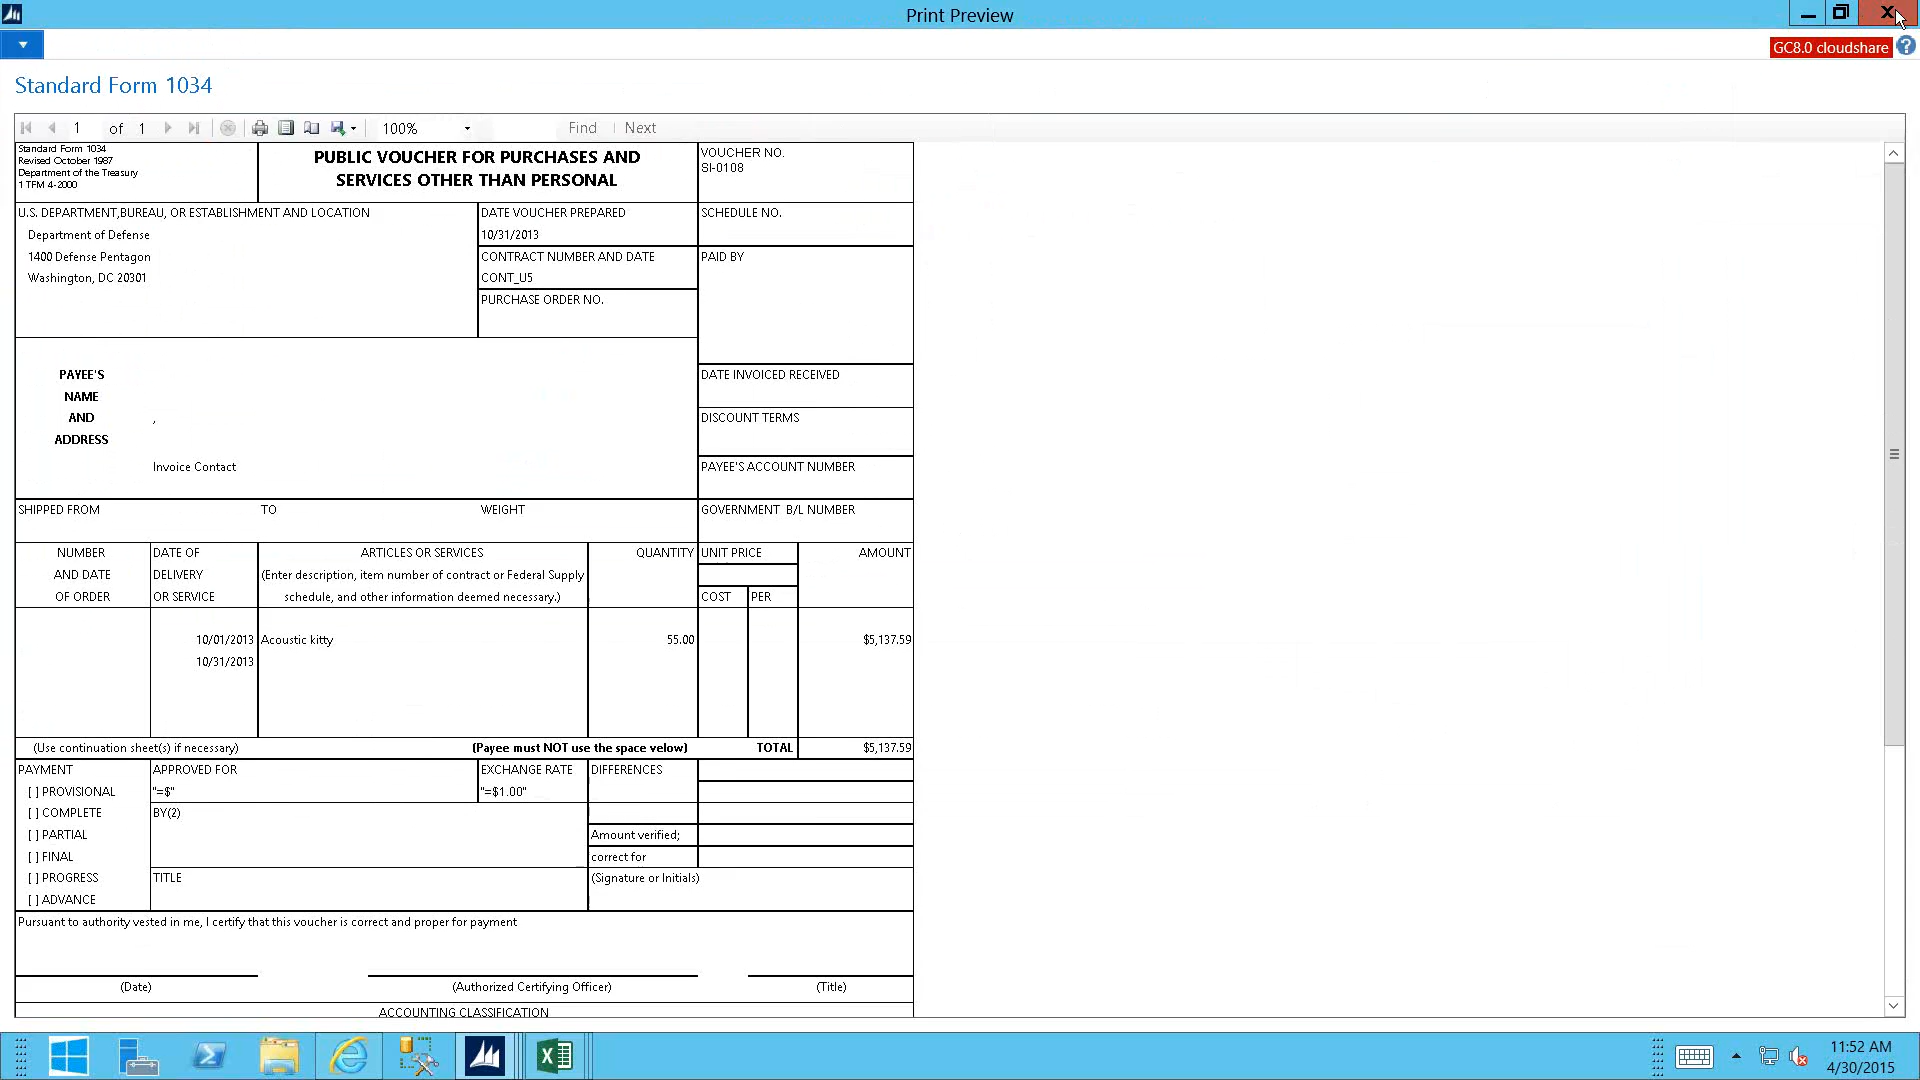 Print Preview
GC8.0 cloudshare
Standard Form 1034
1 of 1 100% Find Next
Standard Form 1034
Revised October 1987
Department of the Treasury
1 TFM 4-2000
PUBLIC VOUCHER FOR PURCHASES AND
SERVICES OTHER THAN PERSONAL
VOUCHER NO.
SI-0108
U.S. DEPARTMENT,BUREAU, OR ESTABLISHMENT AND LOCATION
Department of Defense
1400 Defense Pentagon
Washington, DC 20301
DATE VOUCHER PREPARED
10/31/2013
CONTRACT NUMBER AND DATE
CONT_U5
PURCHASE ORDER NO.
SCHEDULE NO.
PAID BY
PAYEE'S
NAME
AND
ADDRESS
,
Invoice Contact
DATE INVOICED RECEIVED
DISCOUNT TERMS
PAYEE'S ACCOUNT NUMBER
SHIPPED FROM TO WEIGHT GOVERNMENT B/L NUMBER
NUMBER
AND DATE
OF ORDER
DATE OF
DELIVERY
OR SERVICE
ARTICLES OR SERVICES
(Enter description, item number of contract or Federal Supply
schedule, and other information deemed necessary.)
QUANTITY
UNIT PRICE
COST PER
AMOUNT
10/01/2013 Acoustic kitty 55.00 $5,137.59
10/31/2013
(Use continuation sheet(s) if necessary) (Payee must NOT use the space velow) TOTAL $5,137.59
PAYMENT
[ ] PROVISIONAL
[ ] COMPLETE
[ ] PARTIAL
[ ] FINAL
[ ] PROGRESS
[ ] ADVANCE
APPROVED FOR
"=$"
BY(2)
TITLE
EXCHANGE RATE
"=$1.00"
DIFFERENCES
Amount verified;
correct for
(Signature or Initials)
Pursuant to authority vested in me, I certify that this voucher is correct and proper for payment
(Date) (Authorized Certifying Officer) (Title)
ACCOUNTING CLASSIFICATION
11:52 AM
4/30/2015